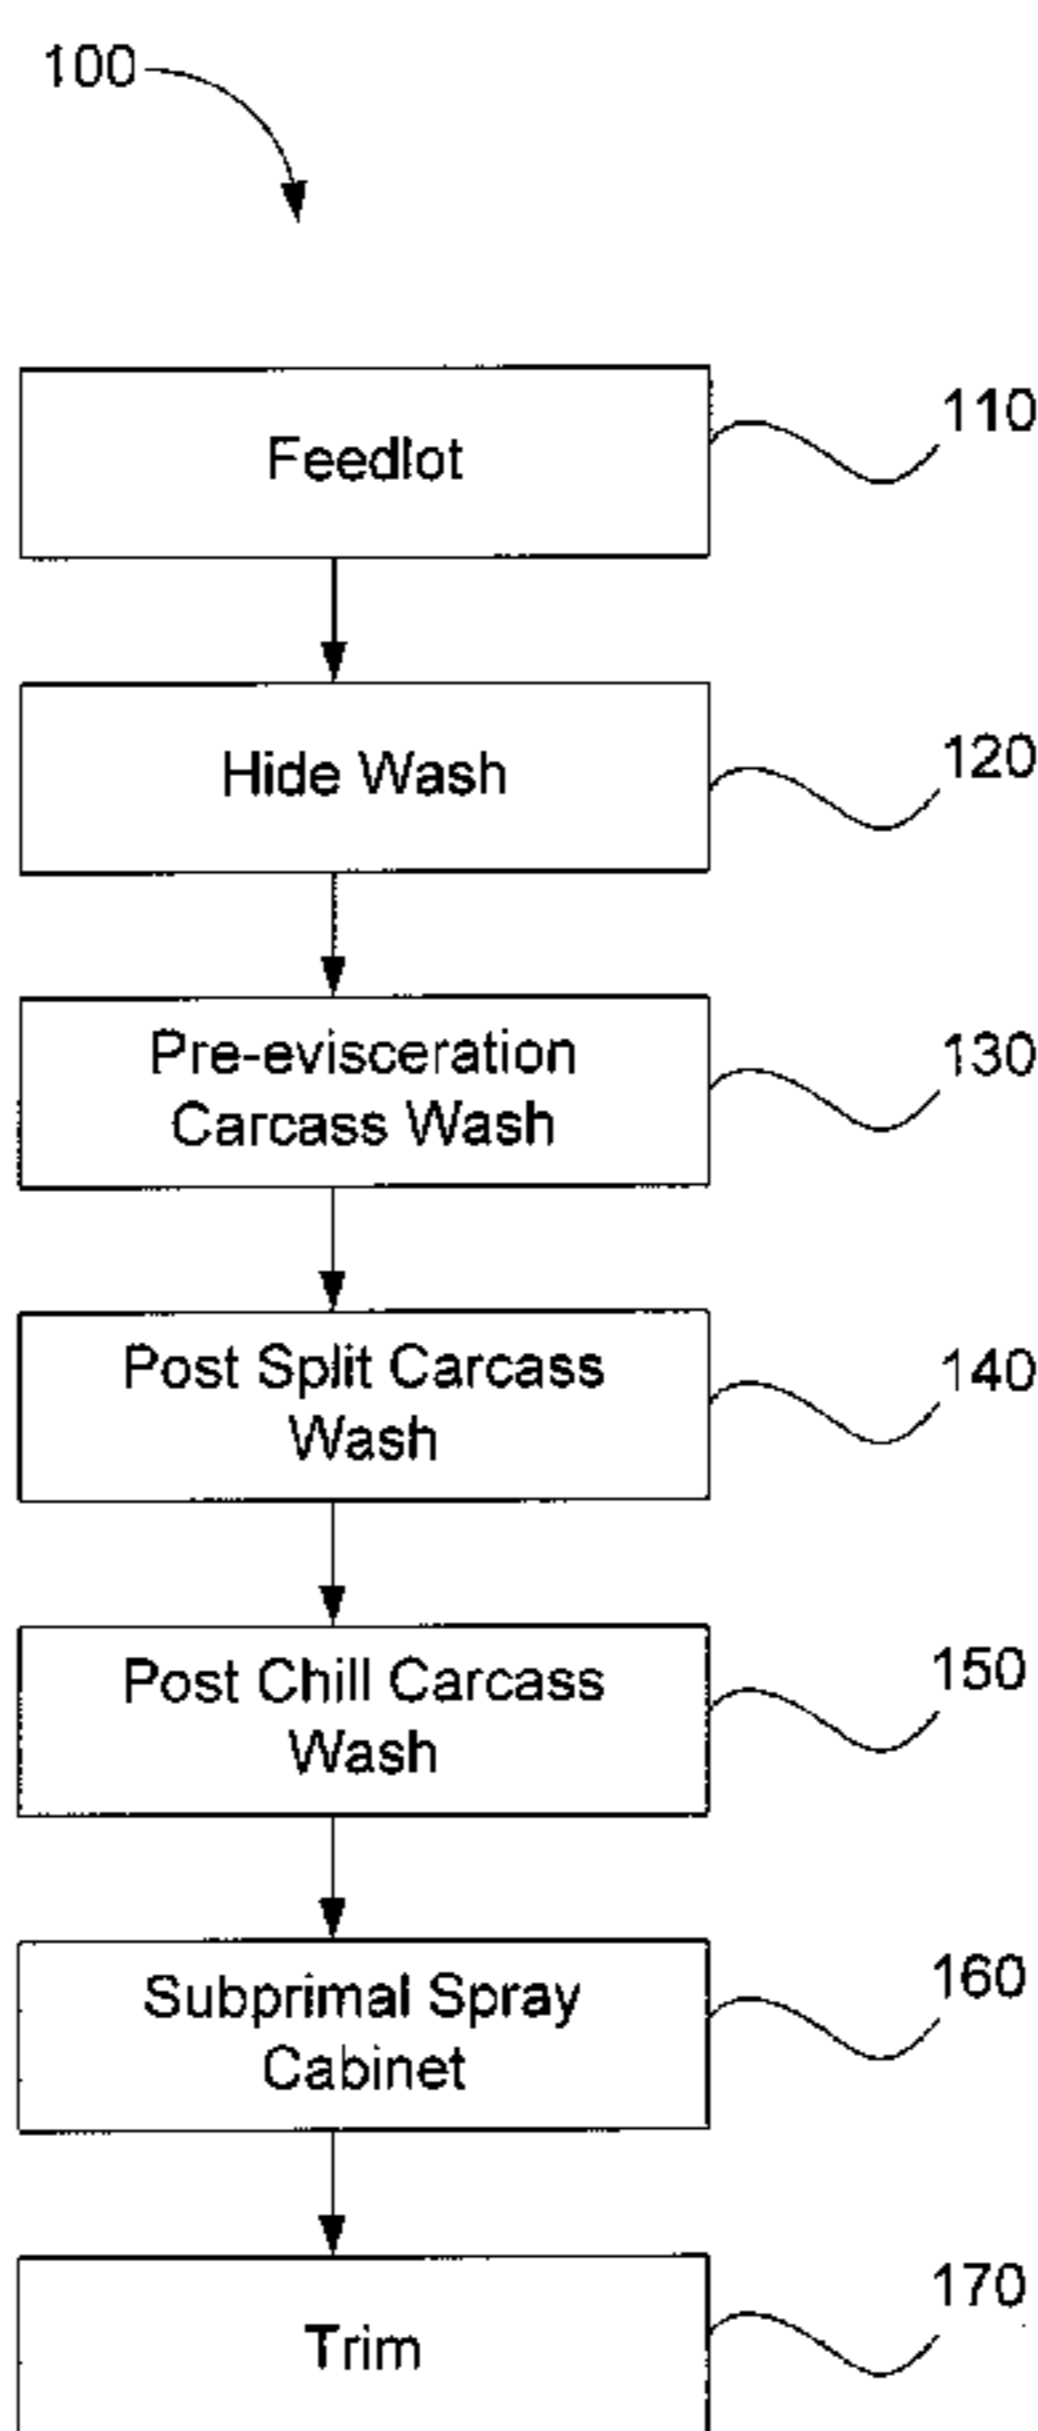 100
Feedlot
110
Hide Wash
120
Pre-evisceration
Carcass Wash
130
Post Split Carcass
Wash
140
Post Chill Carcass
Wash
150
Subprimal Spray
Cabinet
160
Trim
170